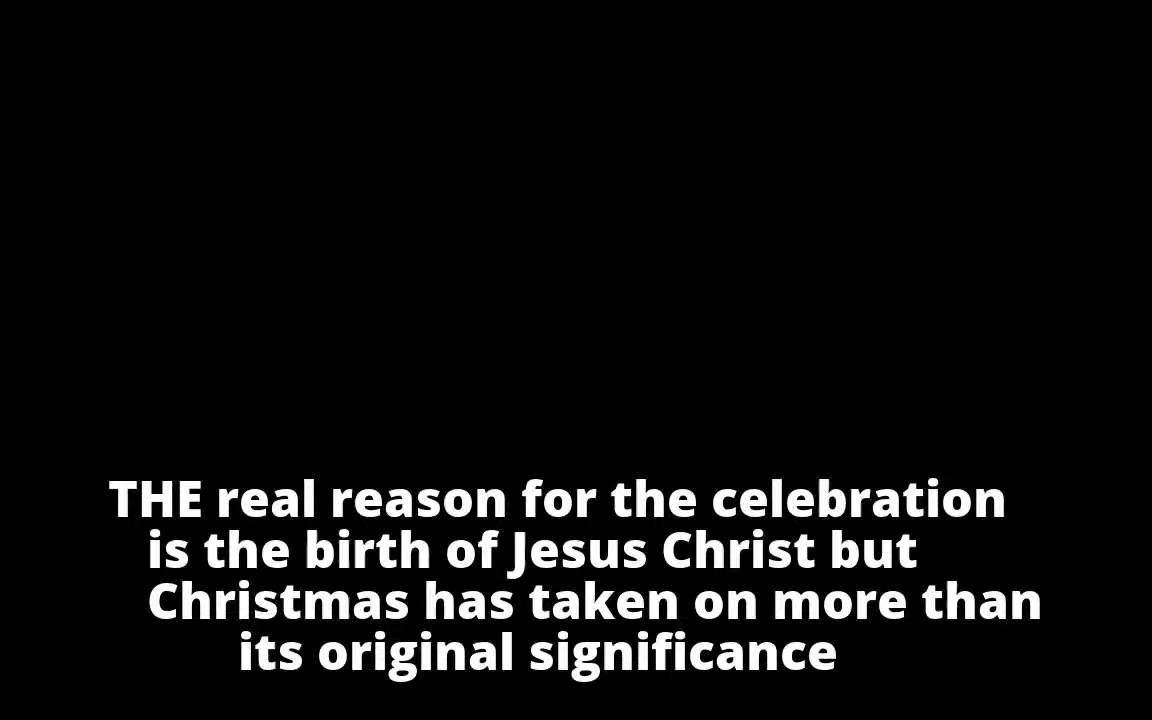 THE real reason for the celebration
is the birth of Jesus Christ but
Christmas has taken on more than
its original significance